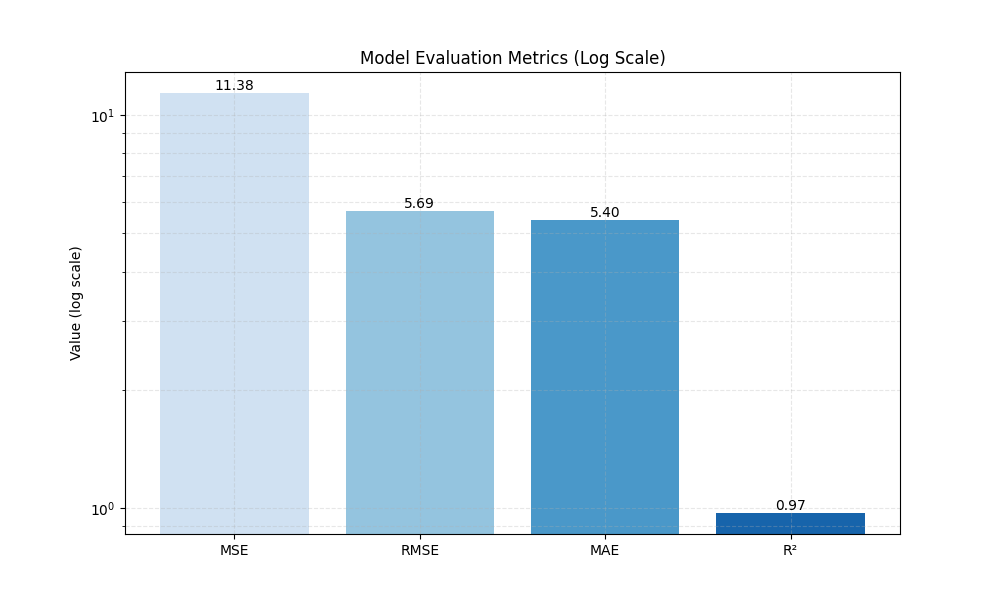 Model Evaluation Metrics (Log Scale)
Value (log scale)
10¹
10⁰
11.38
5.69
5.40
0.97
MSE
RMSE
MAE
R²